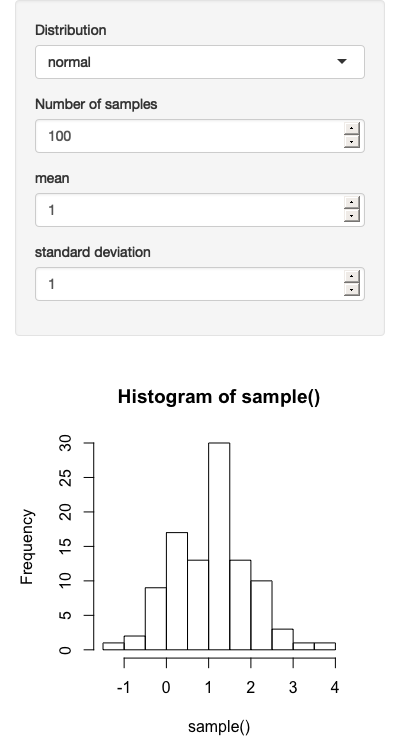 Distribution
normal
Number of samples
100
mean
1
standard deviation
1
Histogram of sample()
30
25
20
15
10
5
0
Frequency
-1 0 1 2 3 4
sample()